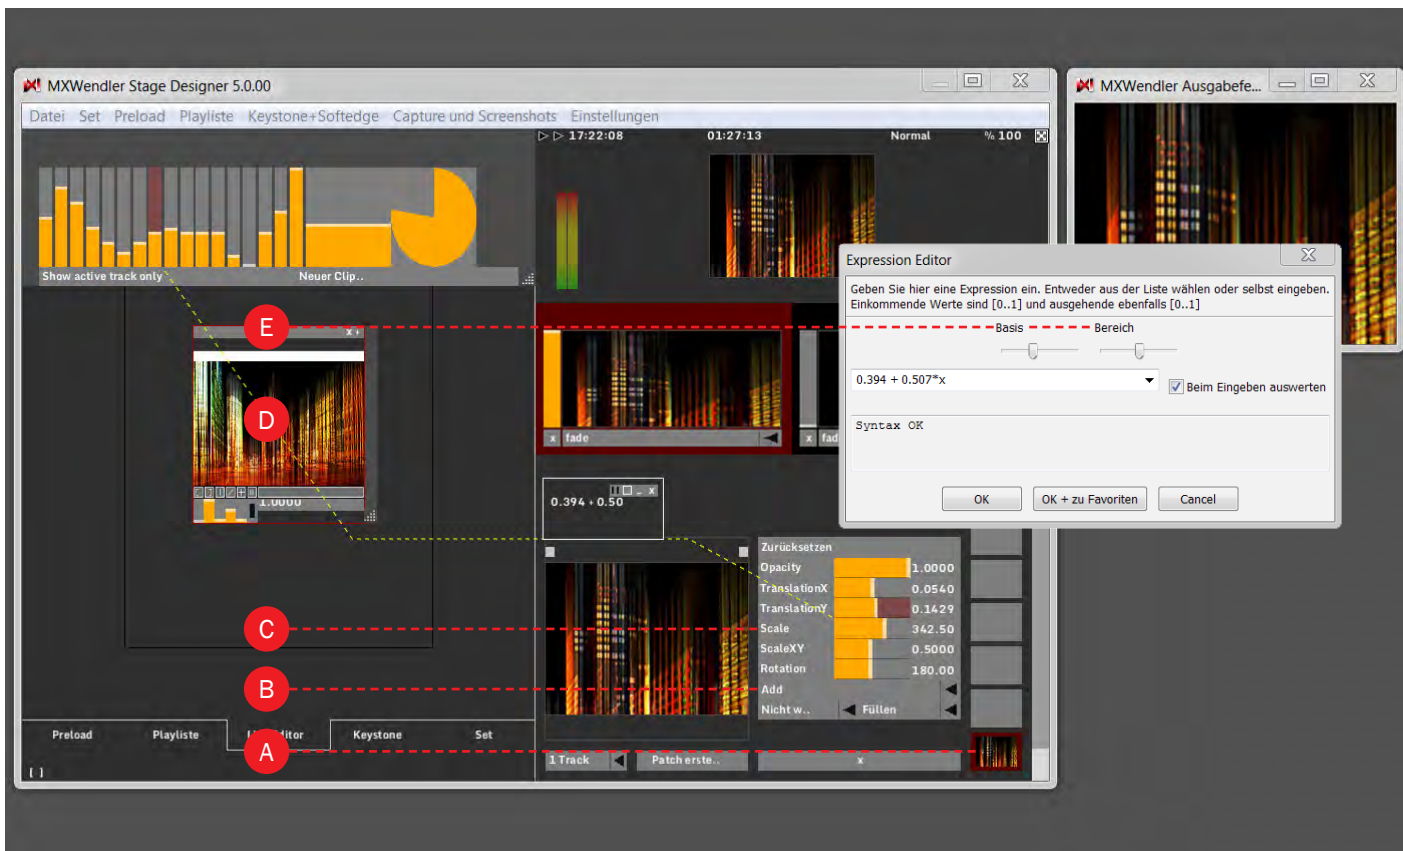 MXWendler Stage Designer 5.0.00
MXWendler Ausgabefe...
Datei Set Preload Playliste Keystone+Softedge Capture und Screenshots Einstellungen
17:22:08 01:27:13 Normal % 100
Show active track only Neuer Clip..
Expression Editor
Geben Sie hier eine Expression ein. Entweder aus der Liste wählen oder selbst eingeben.
Einkommende Werte sind [0..1] und ausgehende ebenfalls [0..1]
Basis Bereich
0.394 + 0.507*x
Beim Eingeben auswerten
Syntax OK
OK OK + zu Favoriten Cancel
E
x +
D
1.0000
x fade
x fad
x
0.394 + 0.50
Zurücksetzen
Opacity 1.0000
TranslationX 0.0540
TranslationY 0.1429
Scale 342.50
ScaleXY 0.5000
Rotation 180.00
Add
Nicht w.. Füllen
C
B
A
Preload Playliste itor Keystone Set
[ ]
1 Track Patch erste.. x